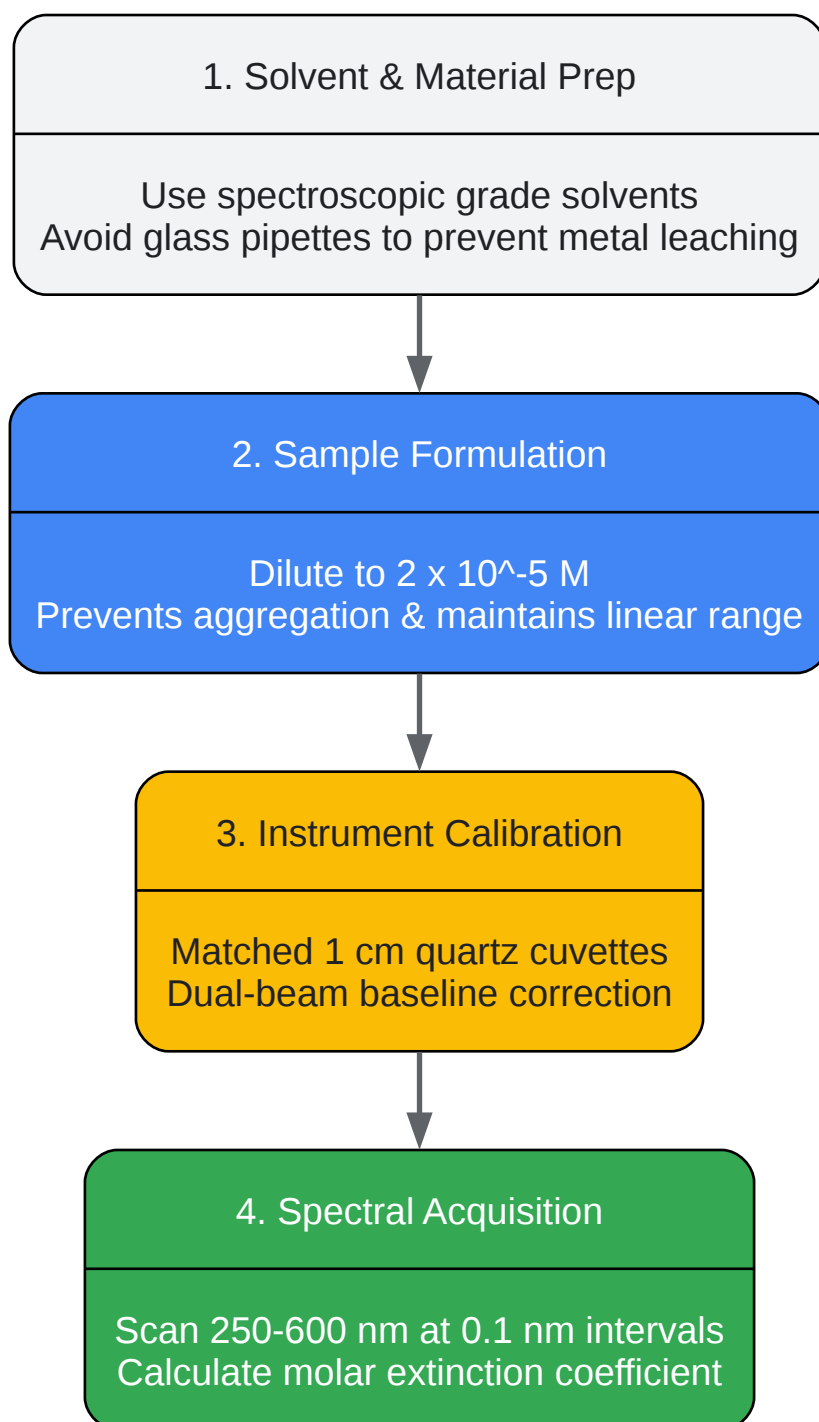 1. Solvent & Material Prep
Use spectroscopic grade solvents
Avoid glass pipettes to prevent metal leaching
2. Sample Formulation
Dilute to 2 x 10^-5 M
Prevents aggregation & maintains linear range
3. Instrument Calibration
Matched 1 cm quartz cuvettes
Dual-beam baseline correction
4. Spectral Acquisition
Scan 250-600 nm at 0.1 nm intervals
Calculate molar extinction coefficient